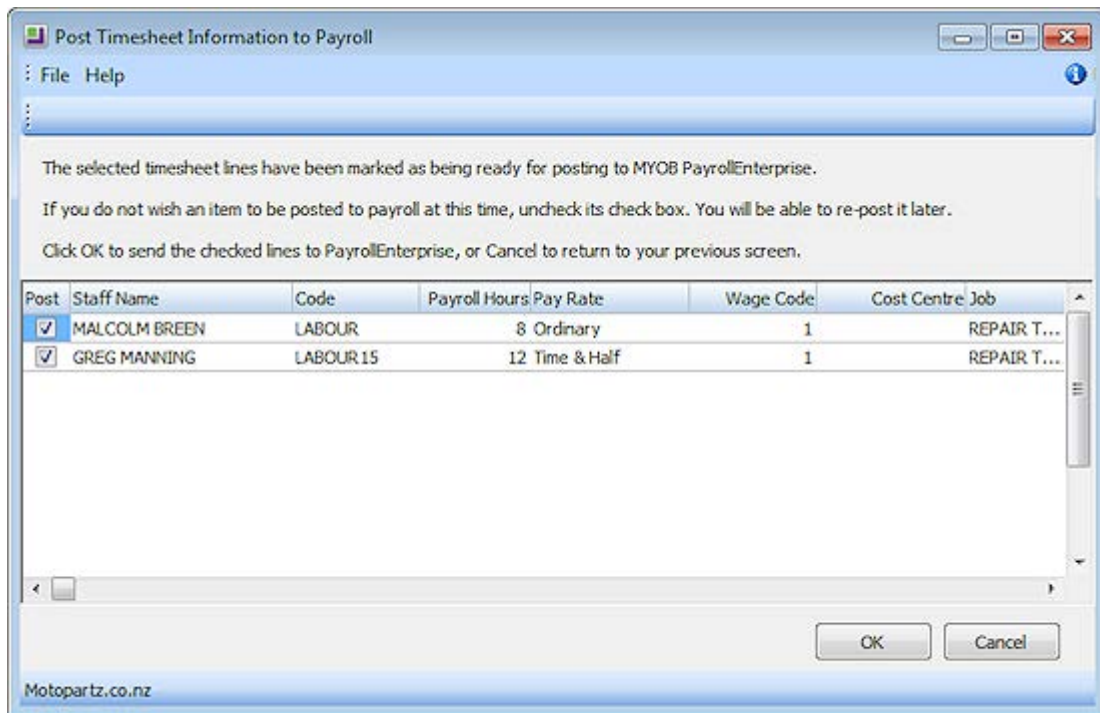 Post Timesheet Information to Payroll
File Help
The selected timesheet lines have been marked as being ready for posting to MYOB PayrollEnterprise.
If you do not wish an item to be posted to payroll at this time, uncheck its check box. You will be able to re-post it later.
Click OK to send the checked lines to PayrollEnterprise, or Cancel to return to your previous screen.
Post Staff Name Code Payroll Hours Pay Rate Wage Code Cost Centre Job
MALCOLM BREEN LABOUR 8 Ordinary 1 REPAIR T...
GREG MANNING LABOUR15 12 Time & Half 1 REPAIR T...
OK Cancel
Motopartz.co.nz